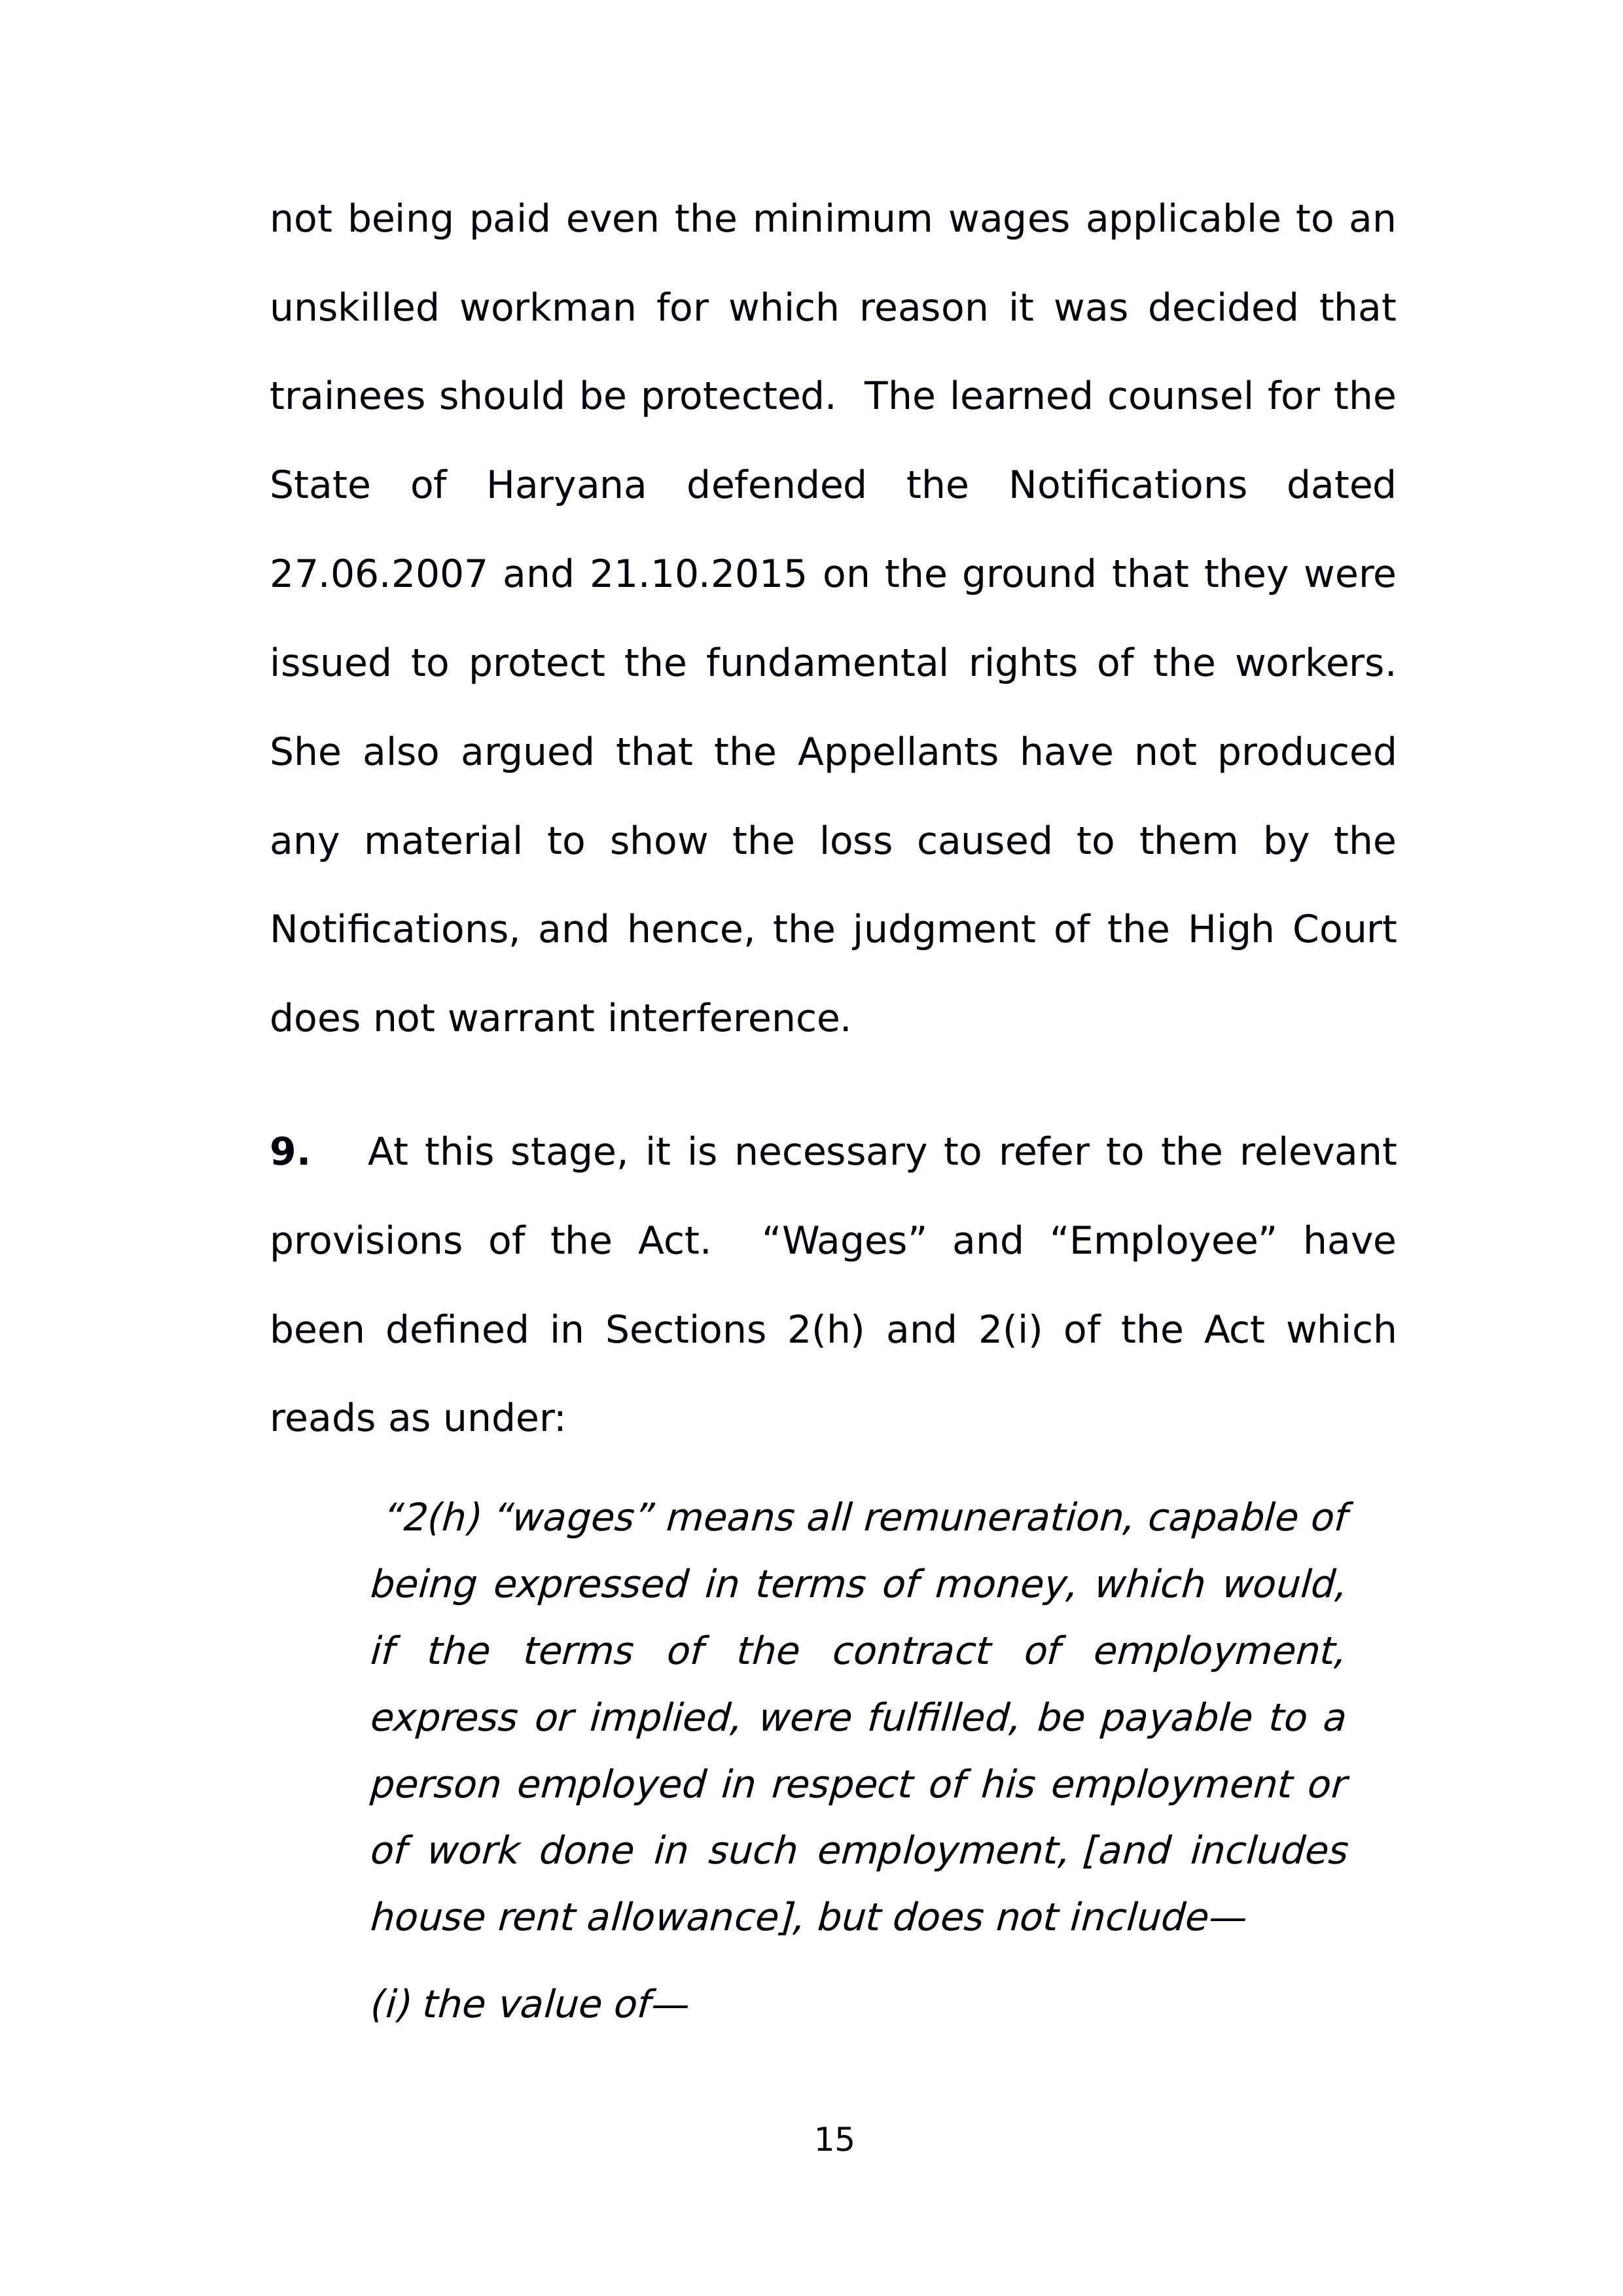 not being paid even the minimum wages applicable to an
unskilled workman for which reason it was decided that
trainees should be protected.  The learned counsel for the
State of Haryana defended the Notifications dated
27.06.2007 and 21.10.2015 on the ground that they were
issued to protect the fundamental rights of the workers.
She also argued that the Appellants have not produced
any material to show the loss caused to them by the
Notifications, and hence, the judgment of the High Court
does not warrant interference.
9. At this stage, it is necessary to refer to the relevant
provisions of the Act.  “Wages” and “Employee” have
been defined in Sections 2(h) and 2(i) of the Act which
reads as under:
“2(h) “wages” means all remuneration, capable of
being expressed in terms of money, which would,
if the terms of the contract of employment,
express or implied, were fulfilled, be payable to a
person employed in respect of his employment or
of work done in such employment, [and includes
house rent allowance], but does not include—
(i) the value of—
15